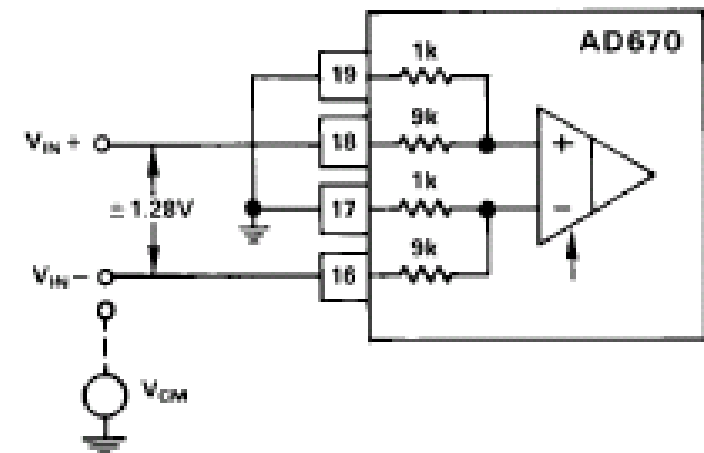 AD670
1k
19
9k
VIN+
18
+
1k
±1.28V
17
−
9k
VIN−
16
VCM